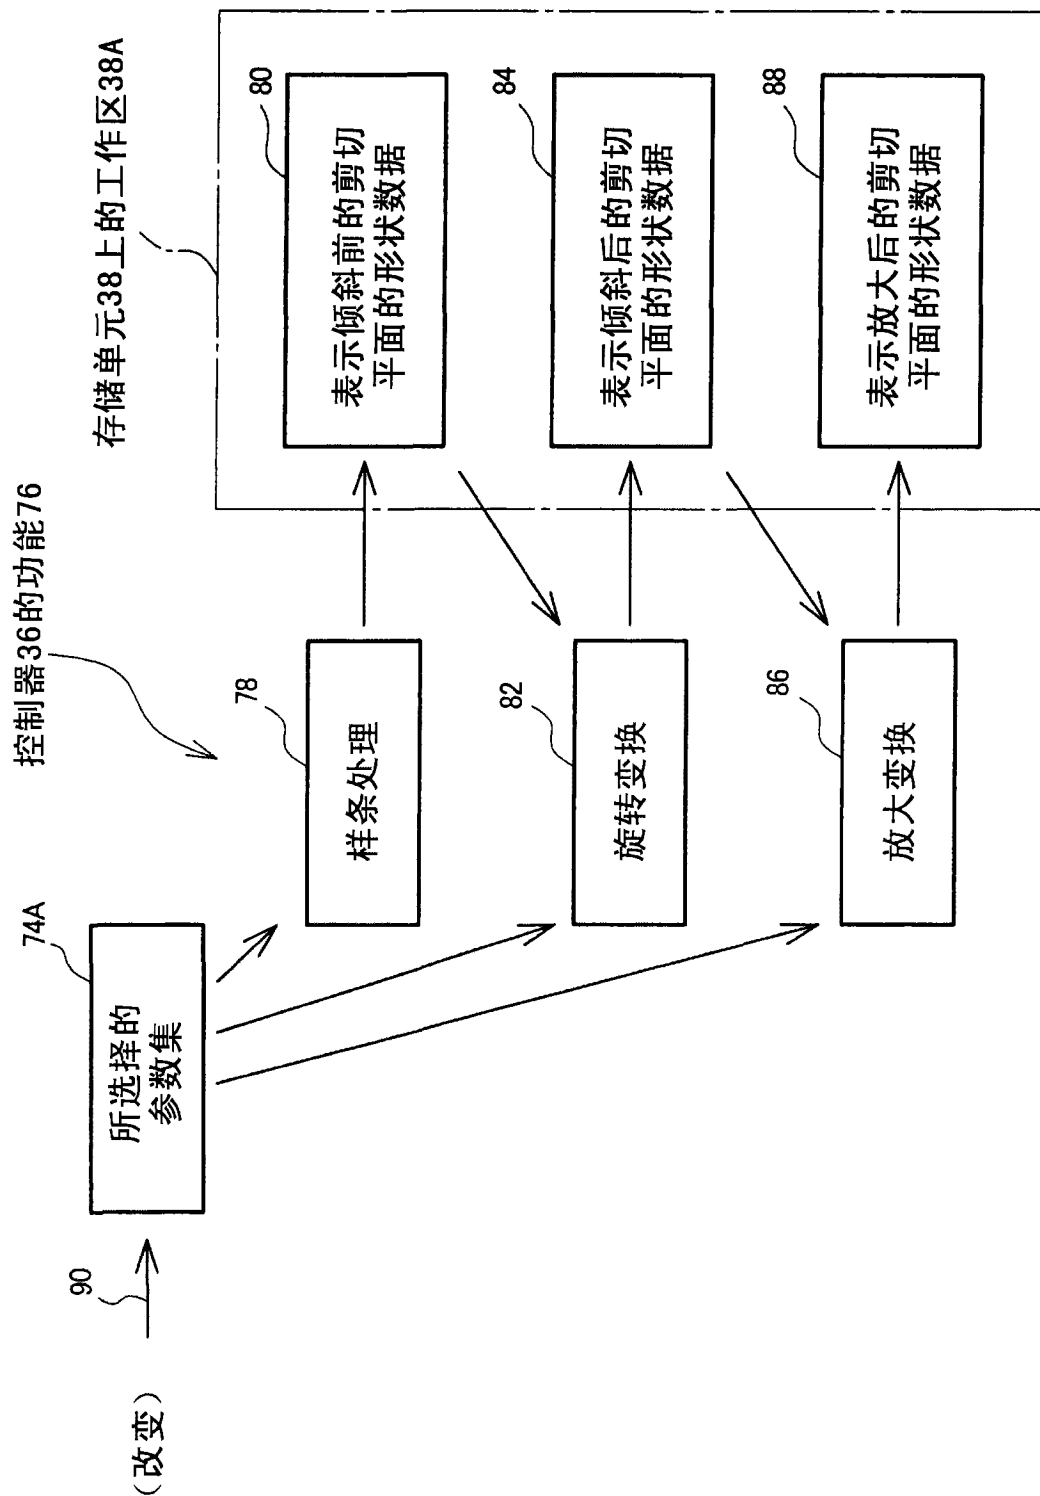 存储单元38上的工作区38A
控制器36的功能76
（改变）
90
74A
所选择的
参数集
78
样条处理
80
表示倾斜前的剪切
平面的形状数据
82
旋转变换
84
表示倾斜后的剪切
平面的形状数据
86
放大变换
88
表示放大后的剪切
平面的形状数据